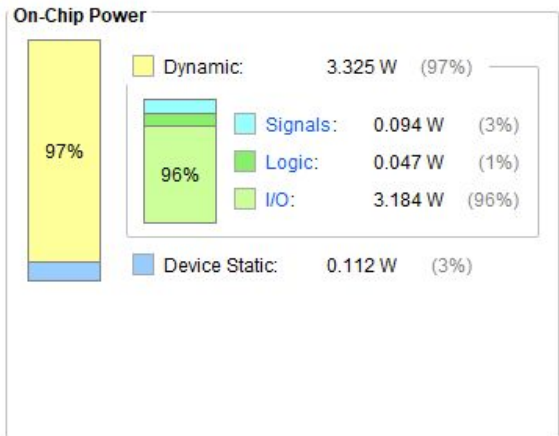 On-Chip Power
Dynamic: 3.325 W (97%)
97%
Signals: 0.094 W (3%)
Logic: 0.047 W (1%)
96%
I/O: 3.184 W (96%)
Device Static: 0.112 W (3%)